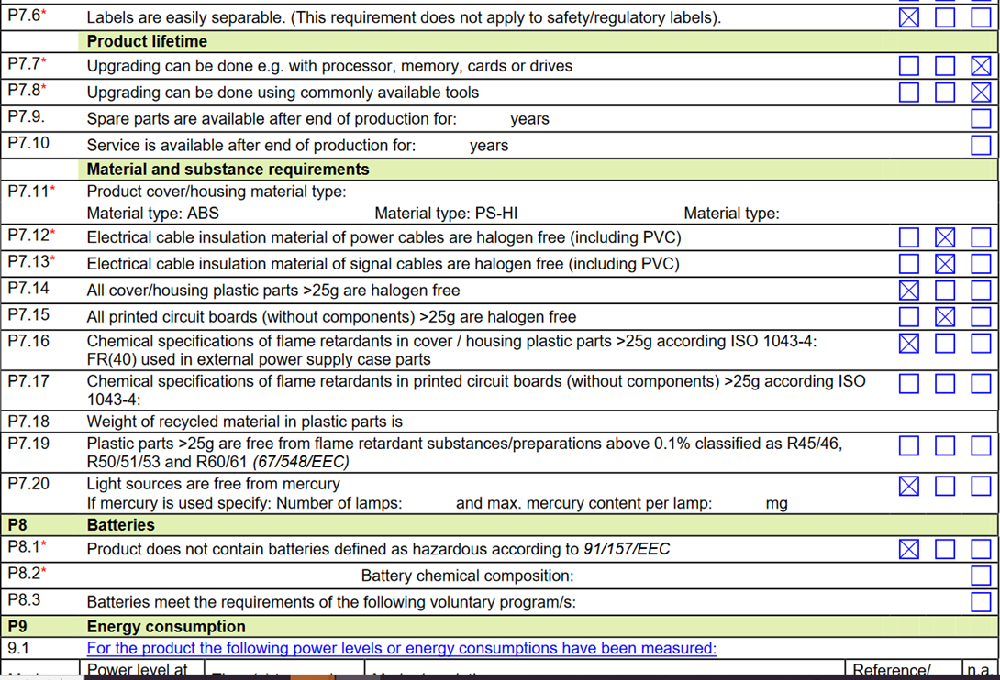 P7.6* Labels are easily separable. (This requirement does not apply to safety/regulatory labels).
Product lifetime
P7.7* Upgrading can be done e.g. with processor, memory, cards or drives
P7.8* Upgrading can be done using commonly available tools
P7.9. Spare parts are available after end of production for: years
P7.10 Service is available after end of production for: years
Material and substance requirements
P7.11* Product cover/housing material type:
Material type: ABS Material type: PS-HI Material type:
P7.12* Electrical cable insulation material of power cables are halogen free (including PVC)
P7.13* Electrical cable insulation material of signal cables are halogen free (including PVC)
P7.14 All cover/housing plastic parts >25g are halogen free
P7.15 All printed circuit boards (without components) >25g are halogen free
P7.16 Chemical specifications of flame retardants in cover / housing plastic parts >25g according ISO 1043-4:
FR(40) used in external power supply case parts
P7.17 Chemical specifications of flame retardants in printed circuit boards (without components) >25g according ISO
1043-4:
P7.18 Weight of recycled material in plastic parts is
P7.19 Plastic parts >25g are free from flame retardant substances/preparations above 0.1% classified as R45/46,
R50/51/53 and R60/61 (67/548/EEC)
P7.20 Light sources are free from mercury
If mercury is used specify: Number of lamps: and max. mercury content per lamp: mg
P8 Batteries
P8.1* Product does not contain batteries defined as hazardous according to 91/157/EEC
P8.2* Battery chemical composition:
P8.3 Batteries meet the requirements of the following voluntary program/s:
P9 Energy consumption
9.1 For the product the following power levels or energy consumptions have been measured:
Power level at Reference/ n.a.